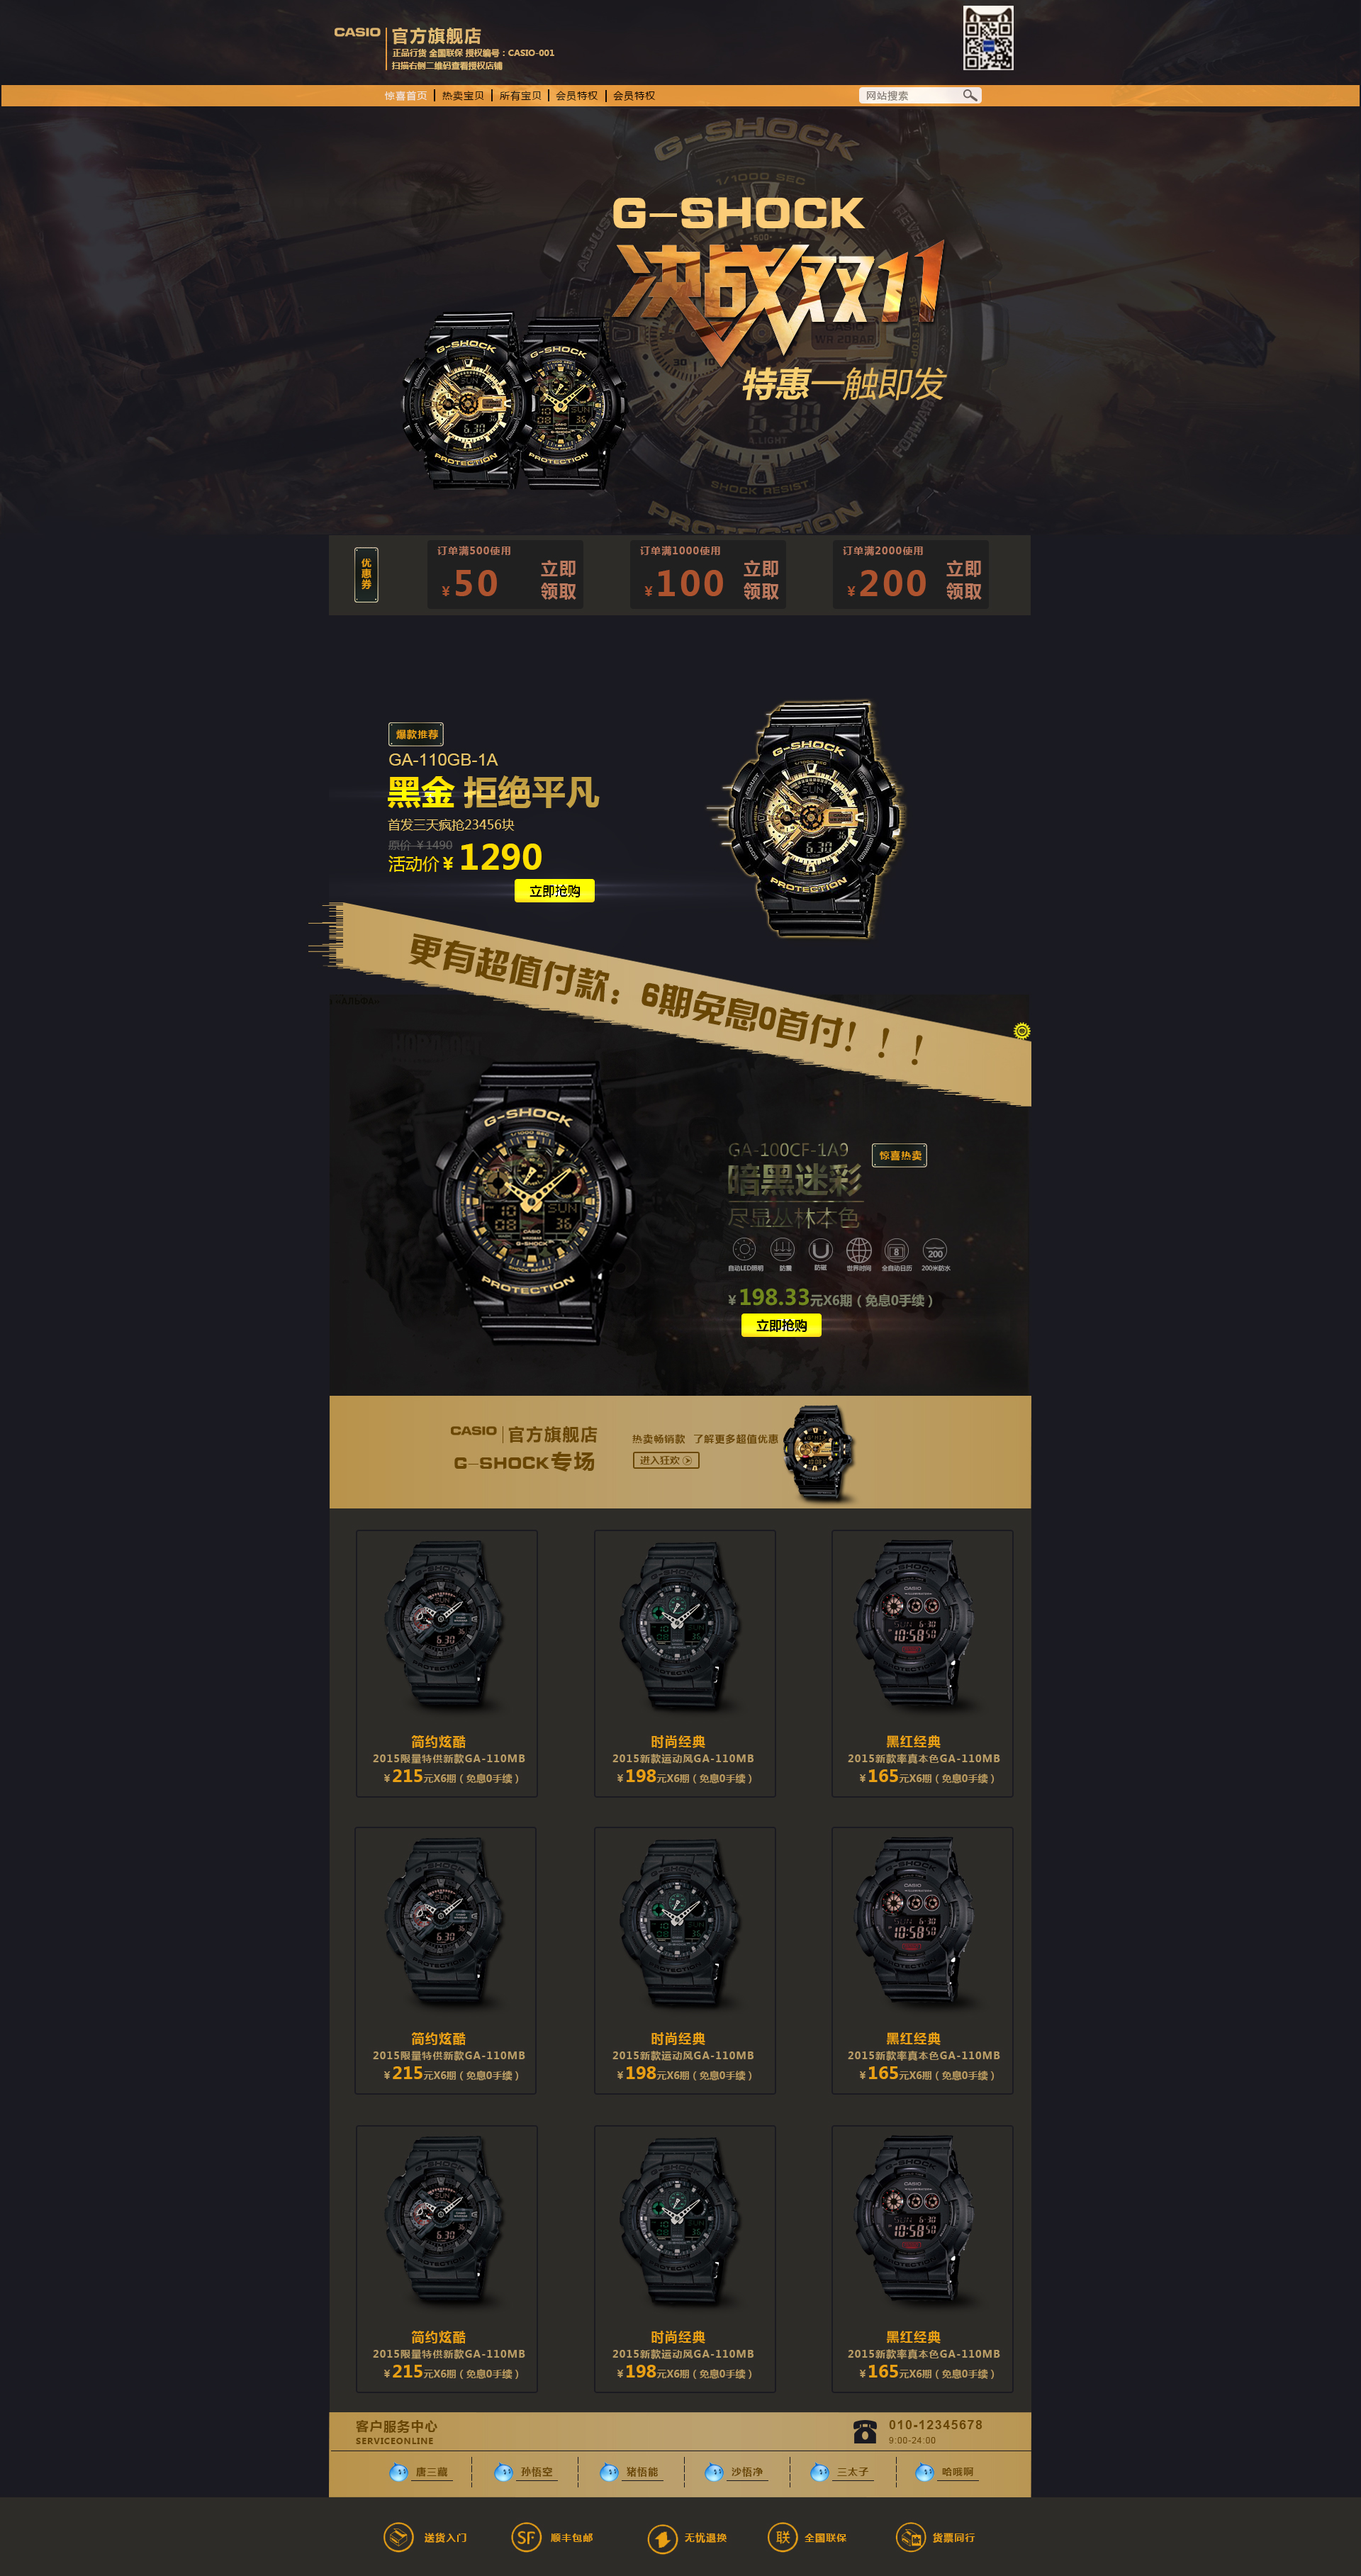 CASIO 官方旗舰店
正品行货 全国联保 授权编号：CASIO-001
扫描右侧二维码查看授权店铺
惊喜首页 热卖宝贝 所有宝贝 会员特权 会员特权 网站搜索
G-SHOCK
决战双11
特惠一触即发
优惠券
订单满500使用
¥50 立即领取
订单满1000使用
¥100 立即领取
订单满2000使用
¥200 立即领取
爆款推荐
GA-110GB-1A
黑金 拒绝平凡
首发三天疯抢23456块
原价 ¥1490
活动价¥1290
立即抢购
更有超值付款：6期免息0首付！！！
GA-100CF-1A9 惊喜热卖
暗黑迷彩
尽显丛林本色
自动LED照明 防震 防磁 世界时间 全自动日历 200米防水
¥198.33元X6期（免息0手续）
立即抢购
CASIO 官方旗舰店
G-SHOCK专场
热卖畅销款 了解更多超值优惠
进入狂欢
简约炫酷 时尚经典 黑红经典
2015限量特供新款GA-110MB 2015新款运动风GA-110MB 2015新款率真本色GA-110MB
¥215元X6期（免息0手续） ¥198元X6期（免息0手续） ¥165元X6期（免息0手续）
简约炫酷 时尚经典 黑红经典
2015限量特供新款GA-110MB 2015新款运动风GA-110MB 2015新款率真本色GA-110MB
¥215元X6期（免息0手续） ¥198元X6期（免息0手续） ¥165元X6期（免息0手续）
简约炫酷 时尚经典 黑红经典
2015限量特供新款GA-110MB 2015新款运动风GA-110MB 2015新款率真本色GA-110MB
¥215元X6期（免息0手续） ¥198元X6期（免息0手续） ¥165元X6期（免息0手续）
客户服务中心 010-12345678
SERVICEONLINE 9:00-24:00
唐三藏 孙悟空 猪悟能 沙悟净 三太子 哈哦啊
送货入门 SF 顺丰包邮 无忧退换 联 全国联保 货票同行